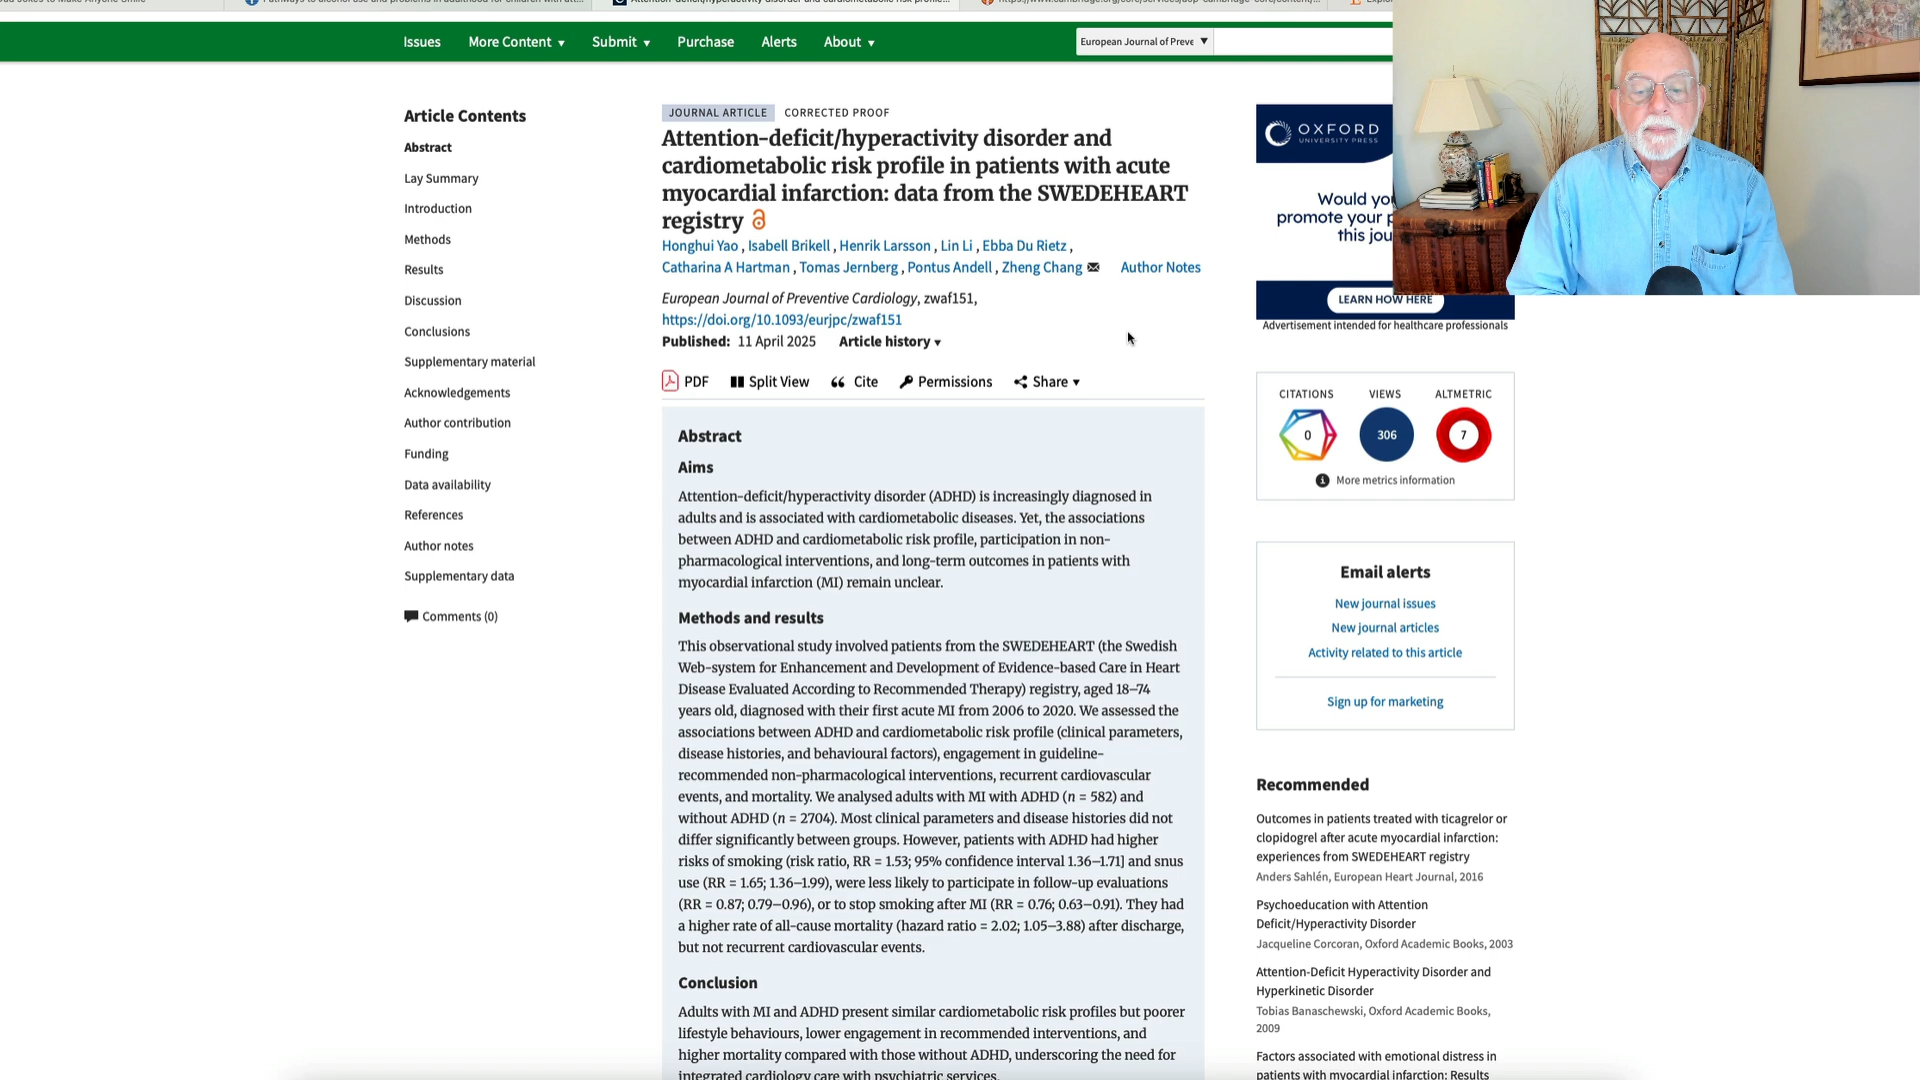 Issues More Content Submit Purchase Alerts About
European Journal of Preve
Article Contents
Abstract
Lay Summary
Introduction
Methods
Results
Discussion
Conclusions
Supplementary material
Acknowledgements
Author contribution
Funding
Data availability
References
Author notes
Supplementary data
Comments (0)
JOURNAL ARTICLE CORRECTED PROOF
Attention-deficit/hyperactivity disorder and
cardiometabolic risk profile in patients with acute
myocardial infarction: data from the SWEDEHEART
registry
Honghui Yao , Isabell Brikell , Henrik Larsson , Lin Li , Ebba Du Rietz ,
Catharina A Hartman , Tomas Jernberg , Pontus Andell , Zheng Chang Author Notes
European Journal of Preventive Cardiology, zwaf151,
https://doi.org/10.1093/eurjpc/zwaf151
Published: 11 April 2025 Article history
PDF Split View Cite Permissions Share
Abstract
Aims
Attention-deficit/hyperactivity disorder (ADHD) is increasingly diagnosed in
adults and is associated with cardiometabolic diseases. Yet, the associations
between ADHD and cardiometabolic risk profile, participation in non-
pharmacological interventions, and long-term outcomes in patients with
myocardial infarction (MI) remain unclear.
Methods and results
This observational study involved patients from the SWEDEHEART (the Swedish
Web-system for Enhancement and Development of Evidence-based Care in Heart
Disease Evaluated According to Recommended Therapy) registry, aged 18–74
years old, diagnosed with their first acute MI from 2006 to 2020. We assessed the
associations between ADHD and cardiometabolic risk profile (clinical parameters,
disease histories, and behavioural factors), engagement in guideline-
recommended non-pharmacological interventions, recurrent cardiovascular
events, and mortality. We analysed adults with MI with ADHD (n = 582) and
without ADHD (n = 2704). Most clinical parameters and disease histories did not
differ significantly between groups. However, patients with ADHD had higher
risks of smoking (risk ratio, RR = 1.53; 95% confidence interval 1.36–1.71] and snus
use (RR = 1.65; 1.36–1.99), were less likely to participate in follow-up evaluations
(RR = 0.87; 0.79–0.96), or to stop smoking after MI (RR = 0.76; 0.63–0.91). They had
a higher rate of all-cause mortality (hazard ratio = 2.02; 1.05–3.88) after discharge,
but not recurrent cardiovascular events.
Conclusion
Adults with MI and ADHD present similar cardiometabolic risk profiles but poorer
lifestyle behaviours, lower engagement in recommended interventions, and
higher mortality compared with those without ADHD, underscoring the need for
integrated cardiology care with psychiatric services.
OXFORD
UNIVERSITY PRESS
Would you
promote your p
this jou
LEARN HOW HERE
Advertisement intended for healthcare professionals
CITATIONS VIEWS ALTMETRIC
0 306 7
More metrics information
Email alerts
New journal issues
New journal articles
Activity related to this article
Sign up for marketing
Recommended
Outcomes in patients treated with ticagrelor or
clopidogrel after acute myocardial infarction:
experiences from SWEDEHEART registry
Anders Sahlén, European Heart Journal, 2016
Psychoeducation with Attention
Deficit/Hyperactivity Disorder
Jacqueline Corcoran, Oxford Academic Books, 2003
Attention-Deficit Hyperactivity Disorder and
Hyperkinetic Disorder
Tobias Banaschewski, Oxford Academic Books,
2009
Factors associated with emotional distress in
patients with myocardial infarction: Results